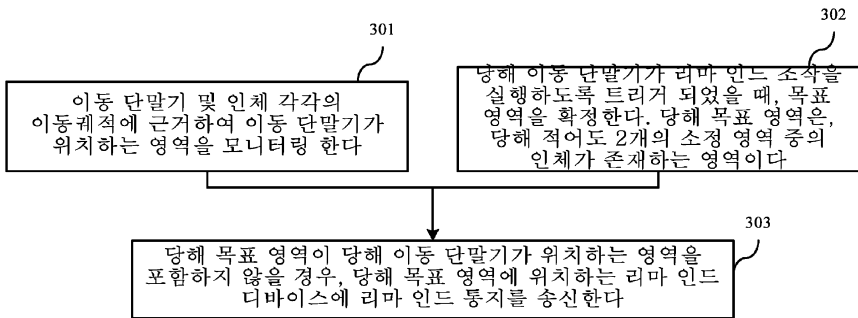 301
이동 단말기 및 인체 각각의
이동궤적에 근거하여 이동 단말기가
위치하는 영역을 모니터링 한다
302
당해 이동 단말기가 리마 인드 조작을
실행하도록 트리거 되었을 때, 목표
영역을 확정한다. 당해 목표 영역은,
당해 적어도 2개의 소정 영역 중의
인체가 존재하는 영역이다
303
당해 목표 영역이 당해 이동 단말기가 위치하는 영역을
포함하지 않을 경우, 당해 목표 영역에 위치하는 리마 인드
디바이스에 리마 인드 통지를 송신한다